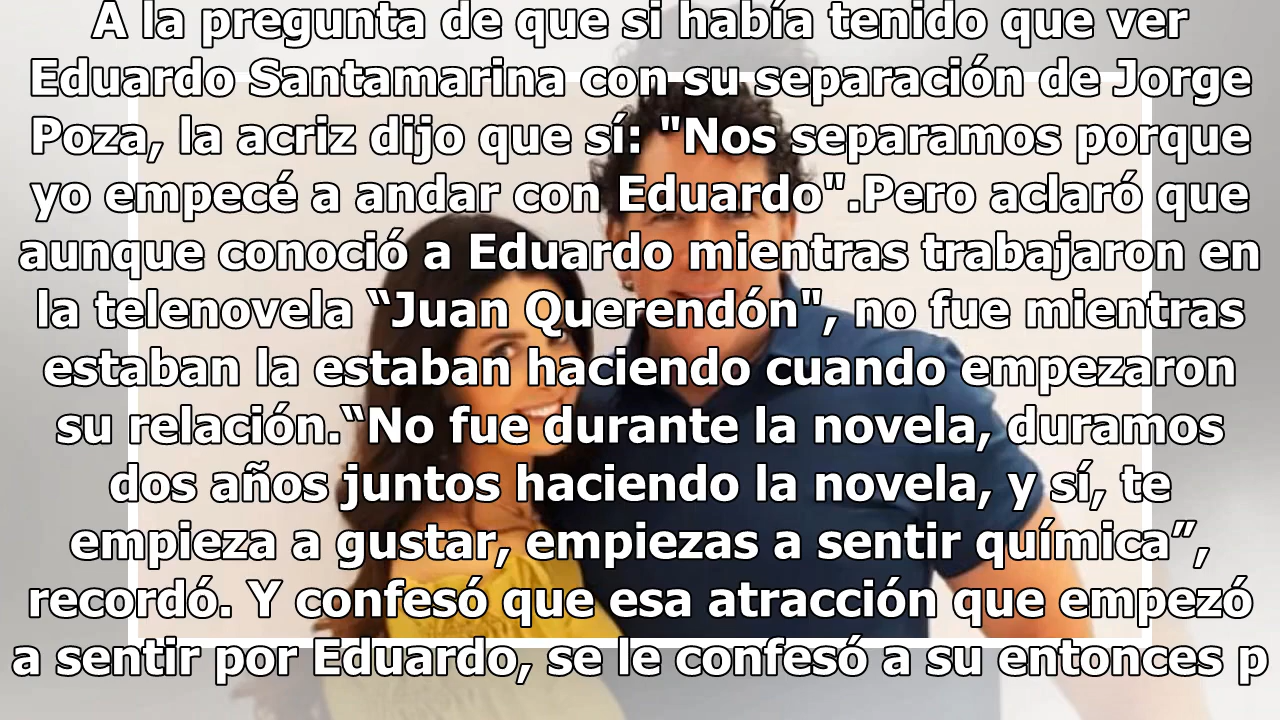 A la pregunta de que si había tenido que ver
Eduardo Santamarina con su separación de Jorge
Poza, la acriz dijo que sí: "Nos separamos porque
yo empecé a andar con Eduardo".Pero aclaró que
aunque conoció a Eduardo mientras trabajaron en
la telenovela “Juan Querendón", no fue mientras
estaban la estaban haciendo cuando empezaron
su relación.“No fue durante la novela, duramos
dos años juntos haciendo la novela, y sí, te
empieza a gustar, empiezas a sentir química”,
recordó. Y confesó que esa atracción que empezó
a sentir por Eduardo, se le confesó a su entonces p